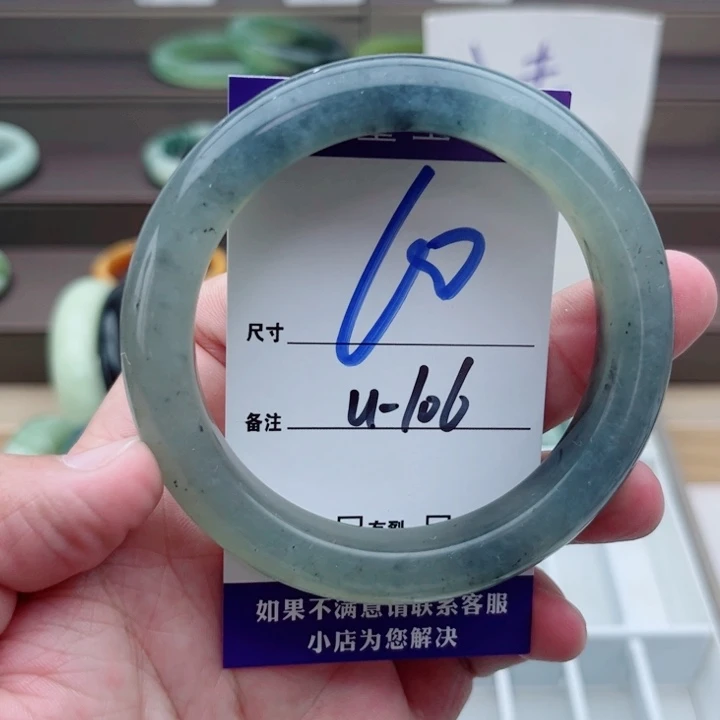 尺寸 60
备注 u-106
有裂
如果不满意请联系客服
小店为您解决